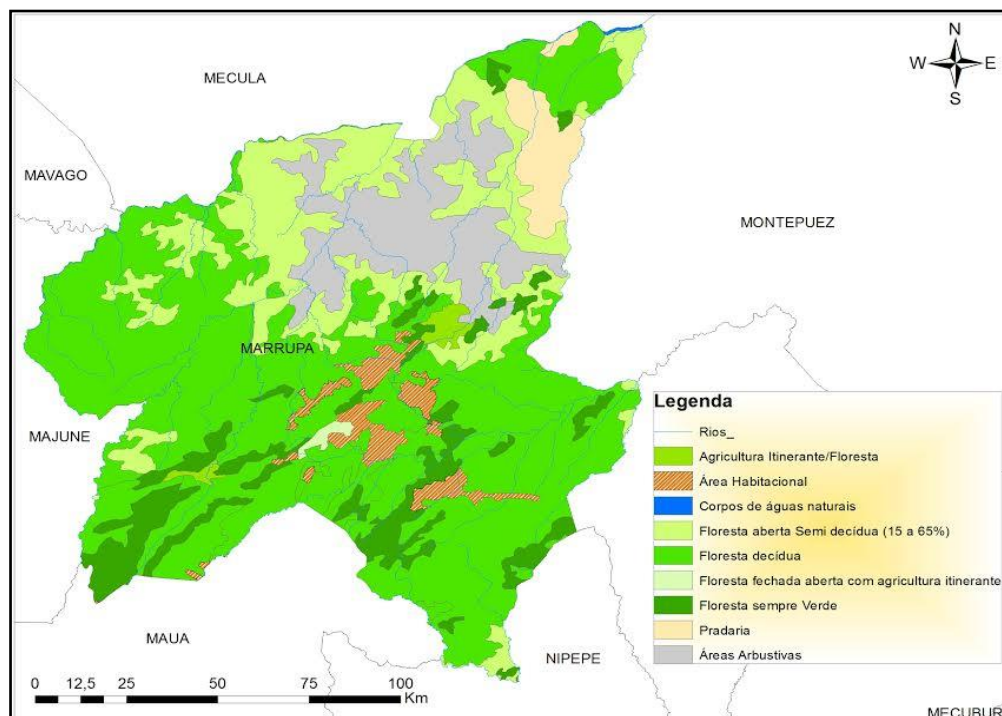 N
W E
S
MECULA
MAVAGO
MONTEPUEZ
MARRUPA
MAJUNE
MAUA
NIPEPE
MECUBUR
Legenda
Rios_
Agricultura Itinerante/Floresta
Área Habitacional
Corpos de águas naturais
Floresta aberta Semi decídua (15 a 65%)
Floresta decídua
Floresta fechada aberta com agricultura itinerante
Floresta sempre Verde
Pradaria
Áreas Arbustivas
0 12,5 25 50 75 100
Km